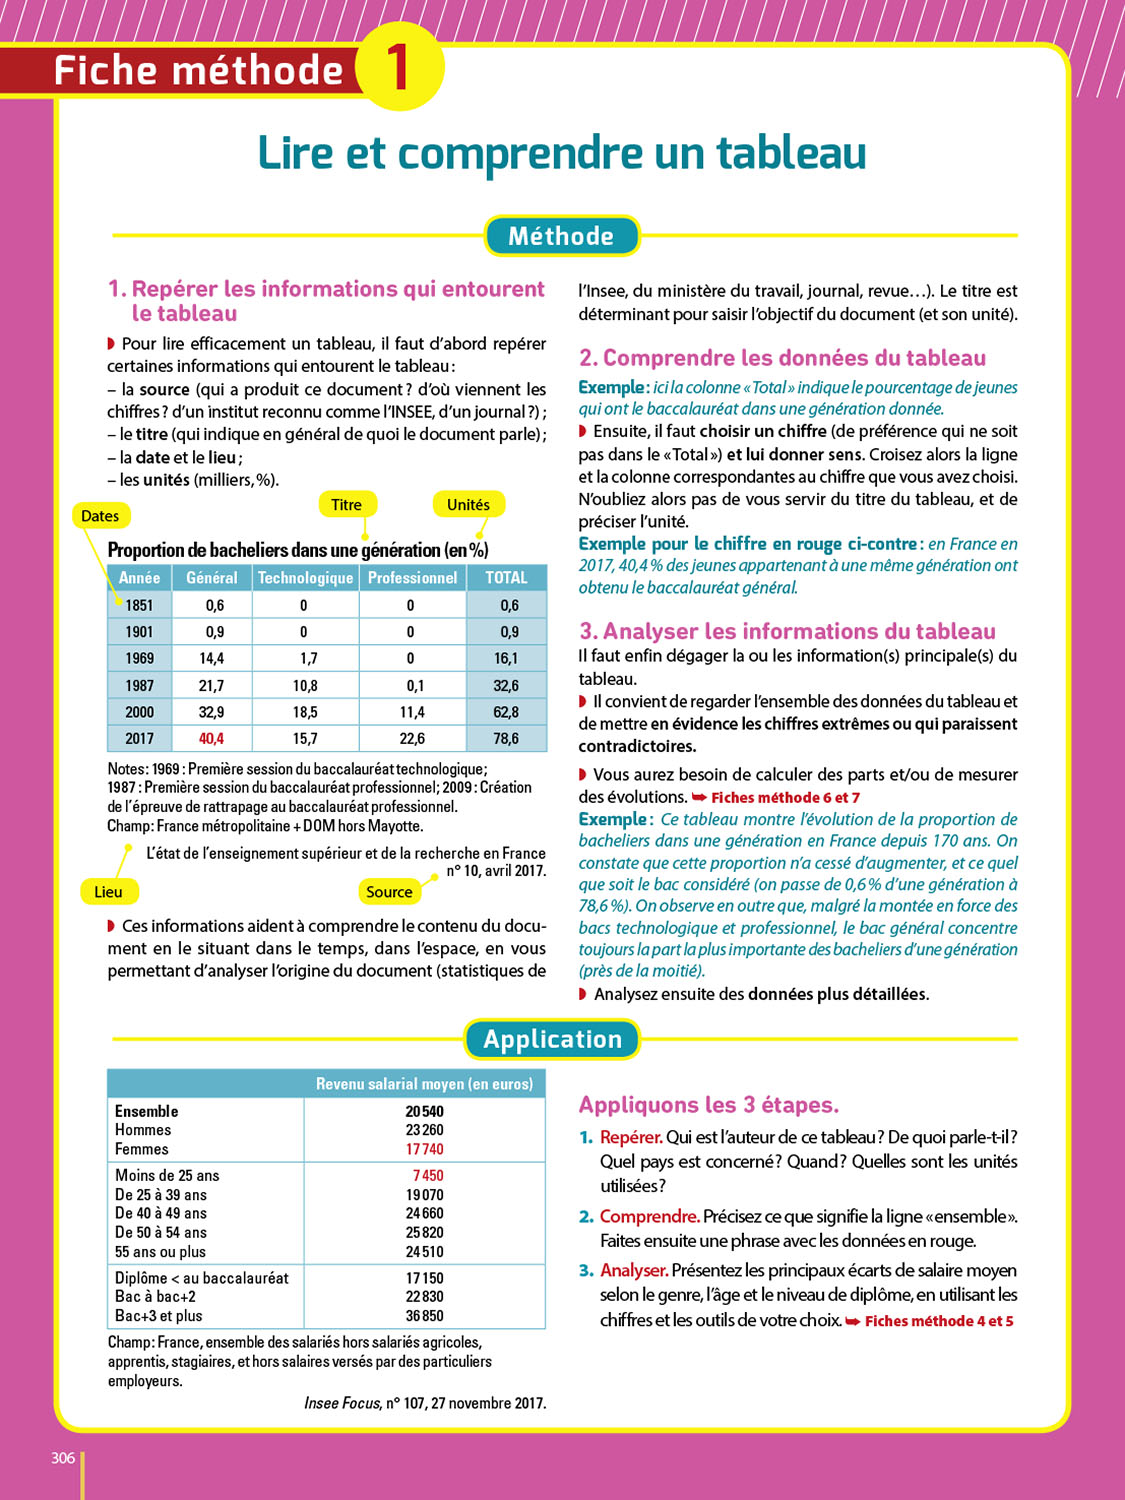 Fiche méthode 1
Lire et comprendre un tableau
Méthode
1. Repérer les informations qui entourent
le tableau
◗ Pour lire efficacement un tableau, il faut d'abord repérer
certaines informations qui entourent le tableau :
– la source (qui a produit ce document ? d'où viennent les
chiffres ? d'un institut reconnu comme l'INSEE, d'un journal ?) ;
– le titre (qui indique en général de quoi le document parle) ;
– la date et le lieu ;
– les unités (milliers, %).
Dates
Titre
Unités
Proportion de bacheliers dans une génération (en %)
Année Général Technologique Professionnel TOTAL
1851 0,6 0 0 0,6
1901 0,9 0 0 0,9
1969 14,4 1,7 0 16,1
1987 21,7 10,8 0,1 32,6
2000 32,9 18,5 11,4 62,8
2017 40,4 15,7 22,6 78,6
Notes : 1969 : Première session du baccalauréat technologique ;
1987 : Première session du baccalauréat professionnel ; 2009 : Création
de l'épreuve de rattrapage au baccalauréat professionnel.
Champ : France métropolitaine + DOM hors Mayotte.
L'état de l'enseignement supérieur et de la recherche en France
n° 10, avril 2017.
Lieu
Source
◗ Ces informations aident à comprendre le contenu du docu-
ment en le situant dans le temps, dans l'espace, en vous
permettant d'analyser l'origine du document (statistiques de
l'Insee, du ministère du travail, journal, revue…). Le titre est
déterminant pour saisir l'objectif du document (et son unité).
2. Comprendre les données du tableau
Exemple : ici la colonne « Total » indique le pourcentage de jeunes
qui ont le baccalauréat dans une génération donnée.
◗ Ensuite, il faut choisir un chiffre (de préférence qui ne soit
pas dans le « Total ») et lui donner sens. Croisez alors la ligne
et la colonne correspondantes au chiffre que vous avez choisi.
N'oubliez alors pas de vous servir du titre du tableau, et de
préciser l'unité.
Exemple pour le chiffre en rouge ci-contre : en France en
2017, 40,4 % des jeunes appartenant à une même génération ont
obtenu le baccalauréat général.
3. Analyser les informations du tableau
Il faut enfin dégager la ou les information(s) principale(s) du
tableau.
◗ Il convient de regarder l'ensemble des données du tableau et
de mettre en évidence les chiffres extrêmes ou qui paraissent
contradictoires.
◗ Vous aurez besoin de calculer des parts et/ou de mesurer
des évolutions. ➥ Fiches méthode 6 et 7
Exemple : Ce tableau montre l'évolution de la proportion de
bacheliers dans une génération en France depuis 170 ans. On
constate que cette proportion n'a cessé d'augmenter, et ce quel
que soit le bac considéré (on passe de 0,6 % d'une génération à
78,6 %). On observe en outre que, malgré la montée en force des
bacs technologique et professionnel, le bac général concentre
toujours la part la plus importante des bacheliers d'une génération
(près de la moitié).
◗ Analysez ensuite des données plus détaillées.
Application
Revenu salarial moyen (en euros)
Ensemble 20 540
Hommes 23 260
Femmes 17 740
Moins de 25 ans 7 450
De 25 à 39 ans 19 070
De 40 à 49 ans 24 660
De 50 à 54 ans 25 820
55 ans ou plus 24 510
Diplôme < au baccalauréat 17 150
Bac à bac+2 22 830
Bac+3 et plus 36 850
Champ : France, ensemble des salariés hors salariés agricoles,
apprentis, stagiaires, et hors salaires versés par des particuliers
employeurs.
Insee Focus, n° 107, 27 novembre 2017.
Appliquons les 3 étapes.
1. Repérer. Qui est l'auteur de ce tableau ? De quoi parle-t-il ?
Quel pays est concerné ? Quand ? Quelles sont les unités
utilisées ?
2. Comprendre. Précisez ce que signifie la ligne « ensemble ».
Faites ensuite une phrase avec les données en rouge.
3. Analyser. Présentez les principaux écarts de salaire moyen
selon le genre, l'âge et le niveau de diplôme, en utilisant les
chiffres et les outils de votre choix. ➥ Fiches méthode 4 et 5
306